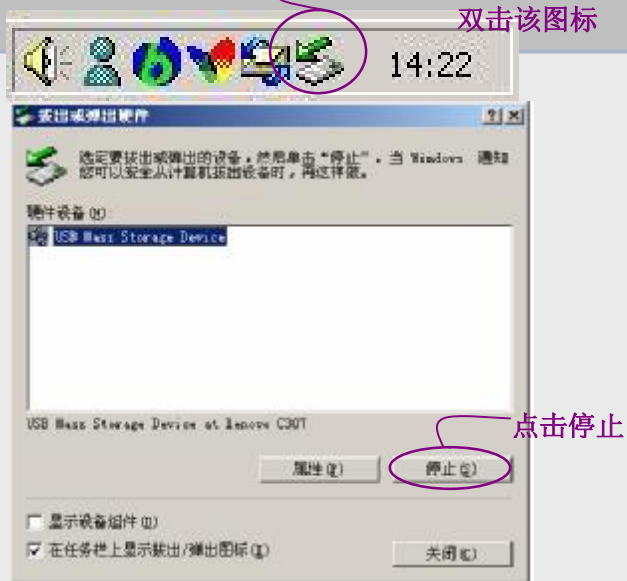 双击该图标
14:22
拔出或弹出硬件
选定要拔出或弹出的设备，然后单击“停止”。当 Windows 通知
您可以安全从计算机拔出设备时，再这样做。
硬件设备(H)
USB Mass Storage Device
USB Mass Storage Device at lenovo C30T
点击停止
属性(P) 停止(S)
显示设备组件(D)
在任务栏上显示拔出/弹出图标(I)
关闭(C)